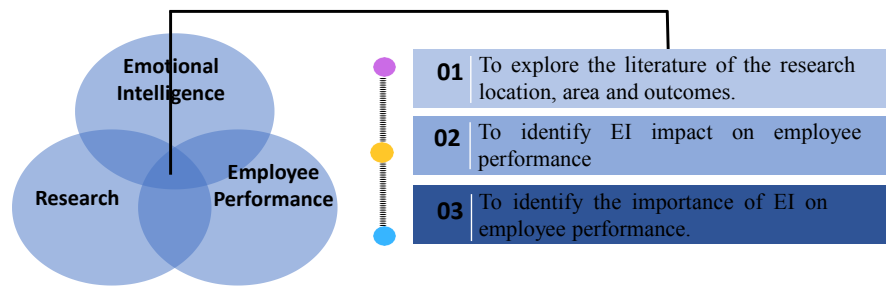 Emotional
Intelligence
Research
Employee
Performance
01
To explore the literature of the research
location, area and outcomes.
02
To identify EI impact on employee
performance
03
To identify the importance of EI on
employee performance.